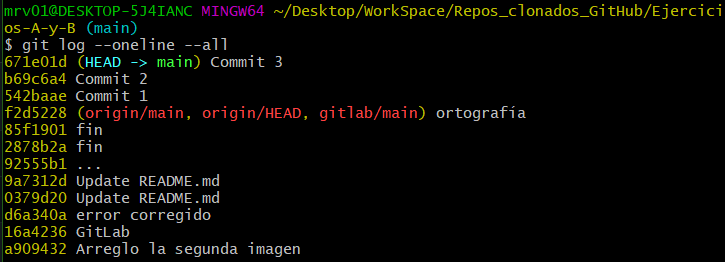 mrv01@DESKTOP-5J4IANC MINGW64 ~/Desktop/WorkSpace/Repos_clonados_GitHub/Ejercici
os-A-y-B (main)
$ git log --oneline --all
671e01d (HEAD -> main) Commit 3
b69c6a4 Commit 2
542baae Commit 1
f2d5228 (origin/main, origin/HEAD, gitlab/main) ortografía
85f1901 fin
2878b2a fin
92555b1 ...
9a7312d Update README.md
0379d20 Update README.md
d6a340a error corregido
16a4236 GitLab
a909432 Arreglo la segunda imagen